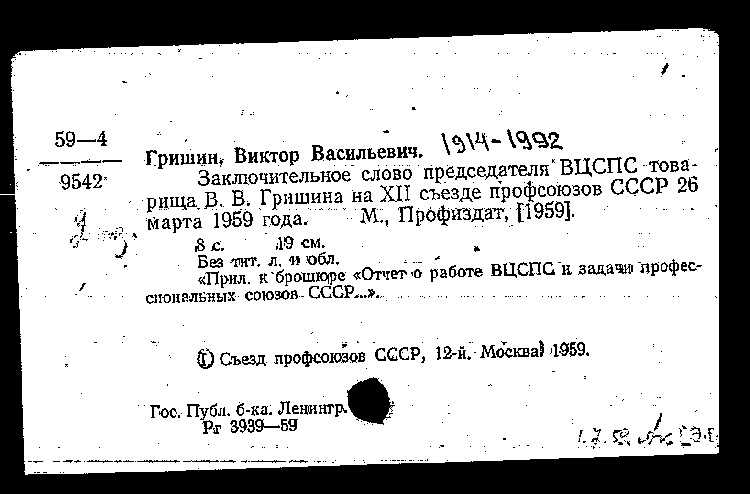 59—4
9542
Гришин, Виктор Васильевич. 1914-1992
Заключительное слово председателя ВЦСПС това-
рища В. В. Гришина на XII съезде профсоюзов СССР 26
марта 1959 года. М., Профиздат, [1959].
8 с. 19 см.
Без тит. л. и обл.
«Прил. к брошюре «Отчет о работе ВЦСПС и задачи профес-
сиональных союзов СССР...».
I Съезд профсоюзов СССР, 12-й. Москва 1959.
Гос. Публ. б-ка. Ленингр.
Рг 3939—59